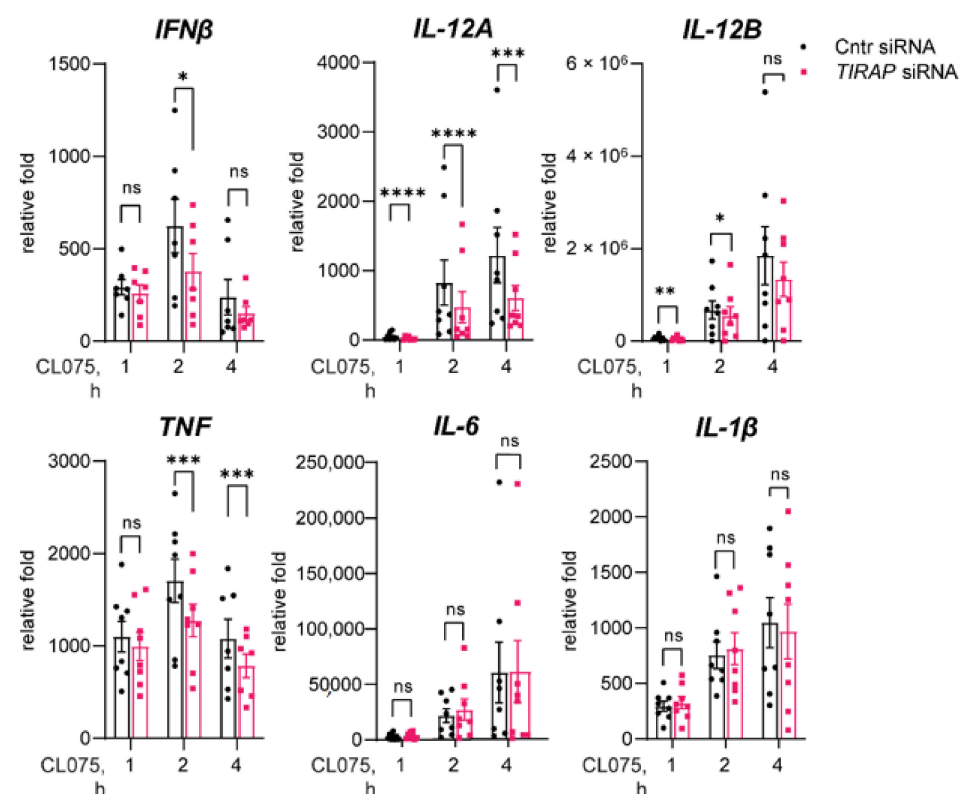 IFNβ
IL-12A
IL-12B
Cntr siRNA
TIRAP siRNA
relative fold
1500
1000
500
0
ns
*
ns
CL075, h
1 2 4
relative fold
4000
3000
2000
1000
0
****
****
***
CL075, h
1 2 4
relative fold
6 × 10⁶
4 × 10⁶
2 × 10⁶
0
**
*
ns
CL075, h
1 2 4
TNF
IL-6
IL-1β
relative fold
3000
2000
1000
0
ns
***
***
CL075, h
1 2 4
relative fold
250,000
200,000
150,000
100,000
50,000
0
ns
ns
ns
CL075, h
1 2 4
relative fold
2500
2000
1500
1000
500
0
ns
ns
ns
CL075, h
1 2 4